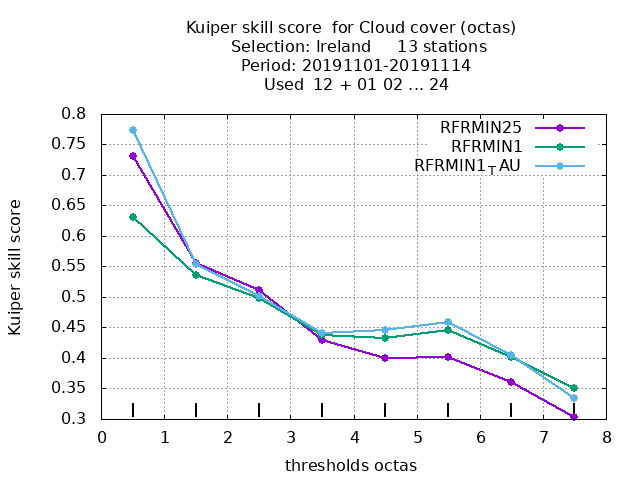 Kuiper skill score  for Cloud cover (octas)
Selection: Ireland     13 stations
Period: 20191101-20191114
Used  12 + 01 02 ... 24
RFRMIN25
RFRMIN1
RFRMIN1TAU
Kuiper skill score
0.8
0.75
0.7
0.65
0.6
0.55
0.5
0.45
0.4
0.35
0.3
0 1 2 3 4 5 6 7 8
thresholds octas